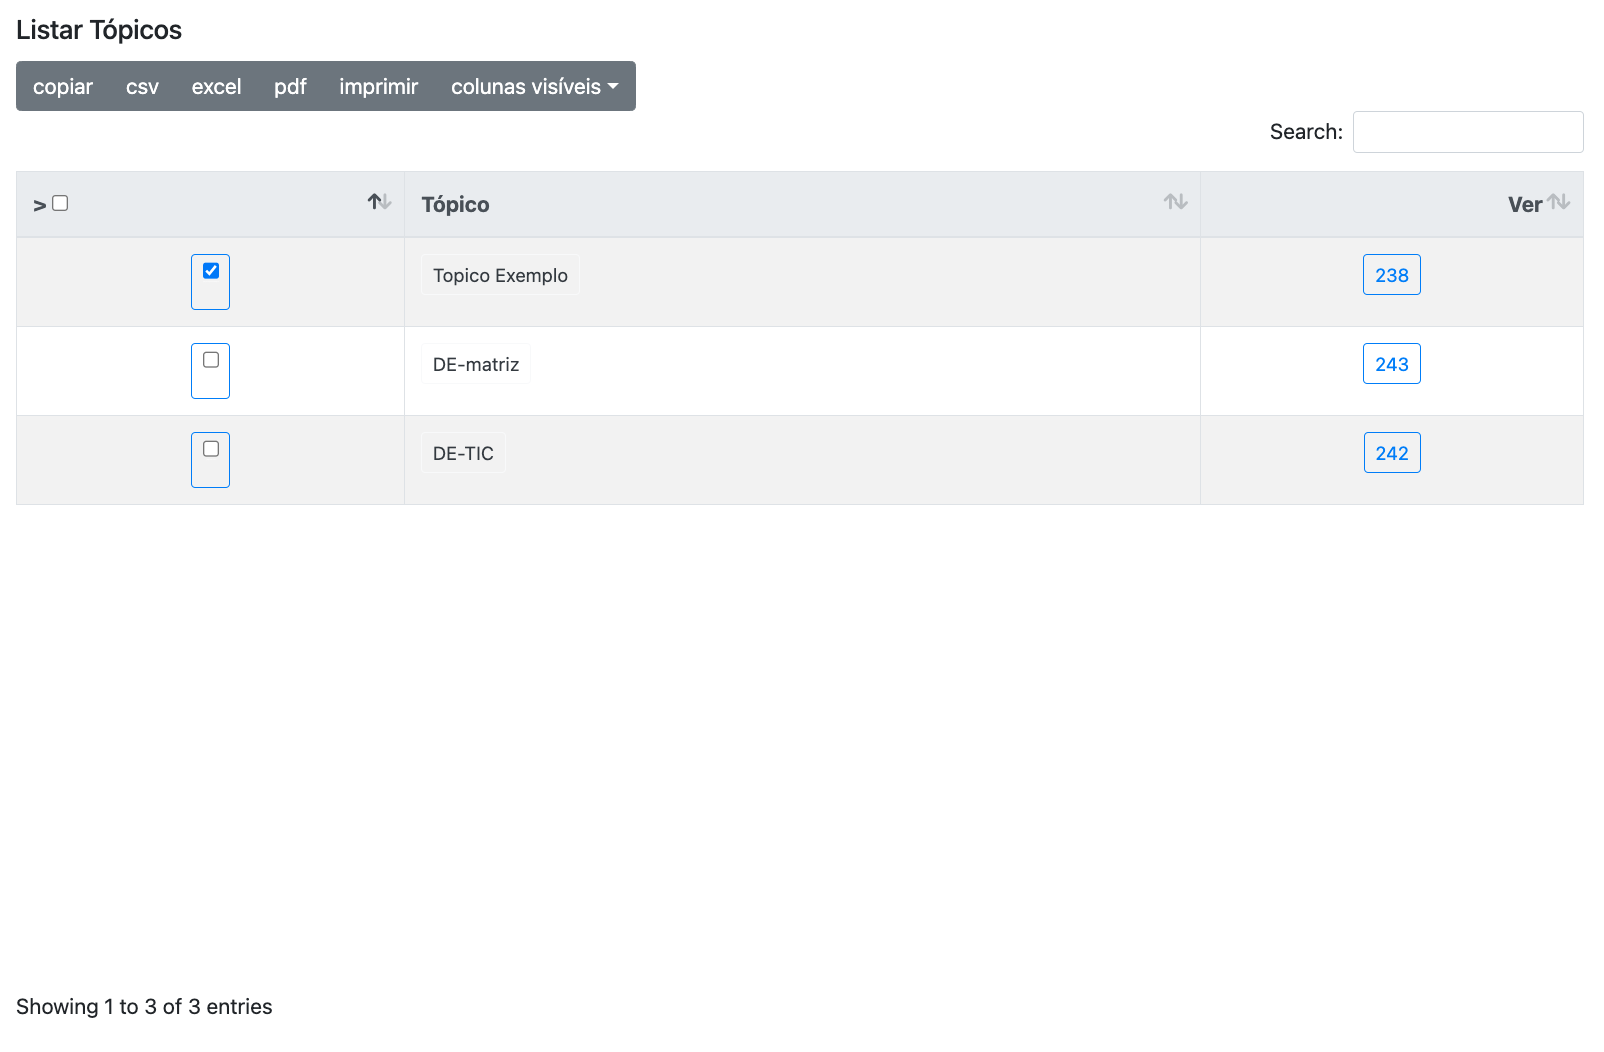 Listar Tópicos
copiar csv excel pdf imprimir colunas visíveis
Search:
> Tópico Ver
Topico Exemplo 238
DE-matriz 243
DE-TIC 242
Showing 1 to 3 of 3 entries